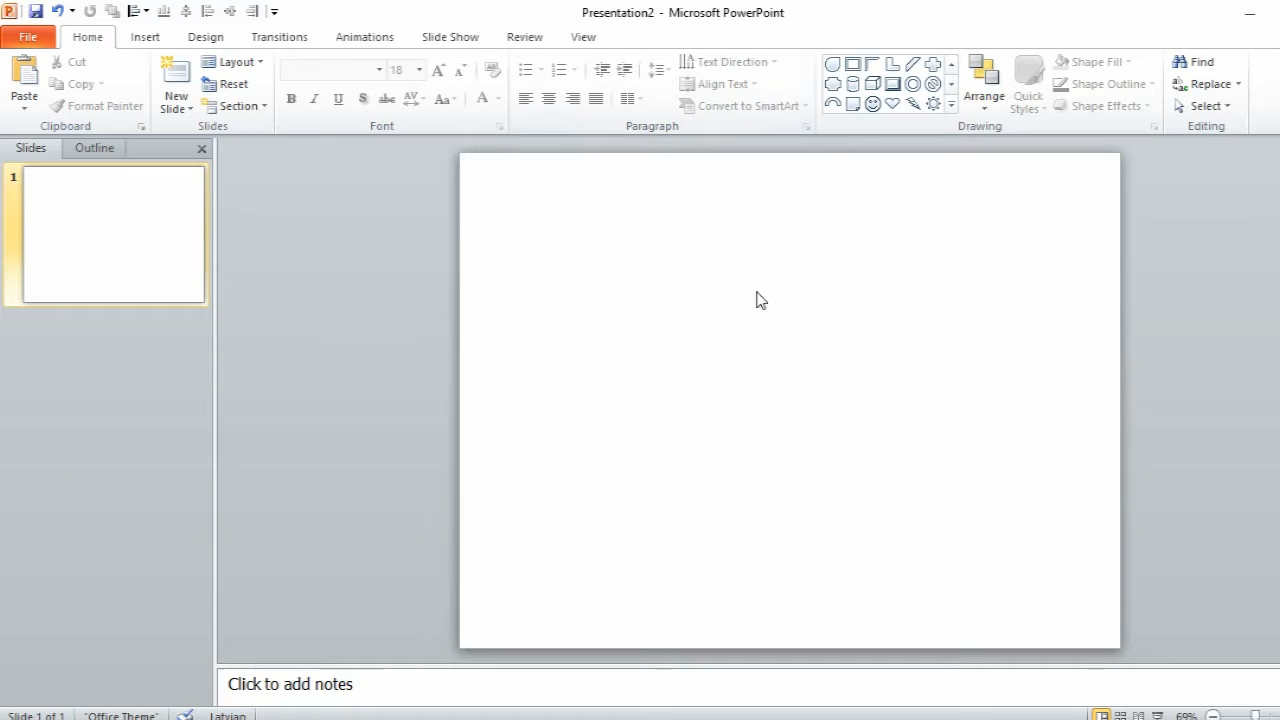 Presentation2 - Microsoft PowerPoint
File Home Insert Design Transitions Animations Slide Show Review View
Paste
Cut
Copy
Format Painter
Clipboard
New Slide
Layout
Reset
Section
Slides
18
B I U S abc AV Aa A
Font
Text Direction
Align Text
Convert to SmartArt
Paragraph
Arrange
Quick Styles
Shape Fill
Shape Outline
Shape Effects
Drawing
Find
Replace
Select
Editing
Slides Outline
1
Click to add notes
Slide 1 of 1 "Office Theme" Latvian 69%